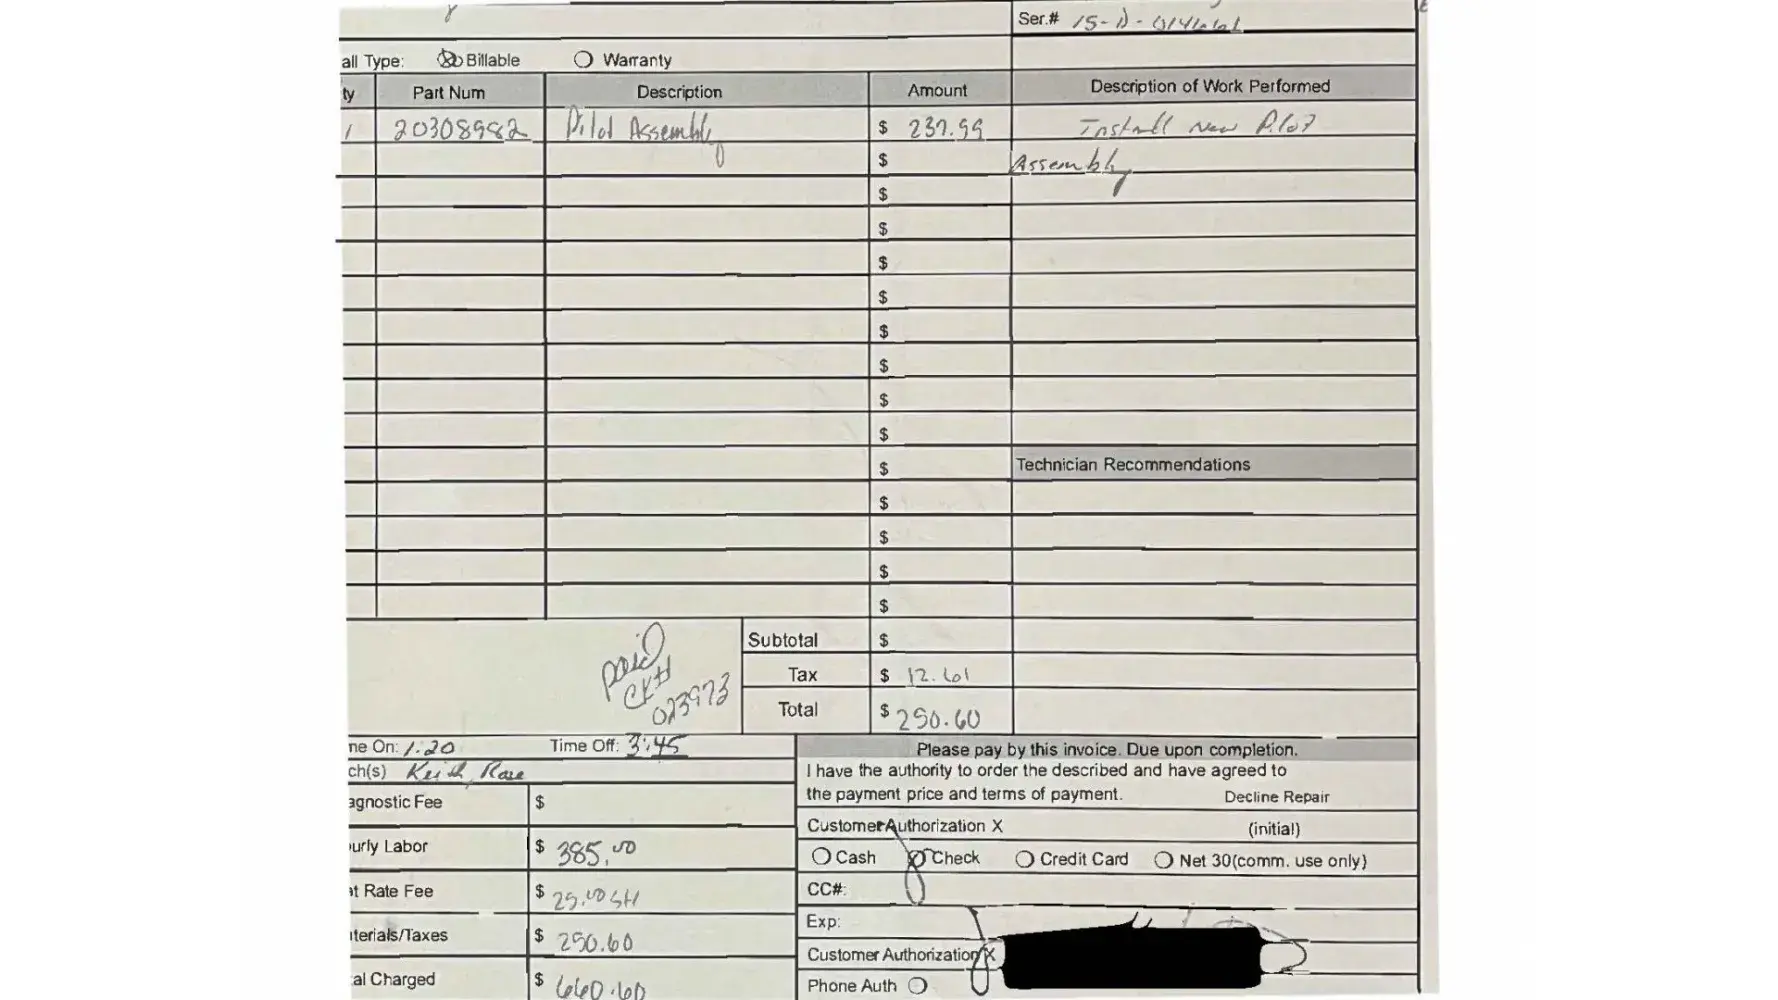 Ser.# 15-D-014661
all Type: Billable Warranty
ty Part Num Description Amount Description of Work Performed
1 20308982 Pilot Assembly $ 237.99 Install New Pilot
$ Assembly
$
$
$
$
$
$
$
$
$ Technician Recommendations
$
$
$
$
Subtotal $
Tax $ 12.61
Total $ 250.60
paid
CK#
023973
me On: 1:20 Time Off: 3:45
Please pay by this invoice. Due upon completion.
ch(s) Keith,
I have the authority to order the described and have agreed to
the payment price and terms of payment. Decline Repair
agnostic Fee $
Customer Authorization X (initial)
urly Labor $ 385.00
Cash Check Credit Card Net 30(comm. use only)
at Rate Fee $ 25.00 SH
CC#:
Exp:
terials/Taxes $ 250.60
Customer Authorization X
al Charged $ 660.60
Phone Auth